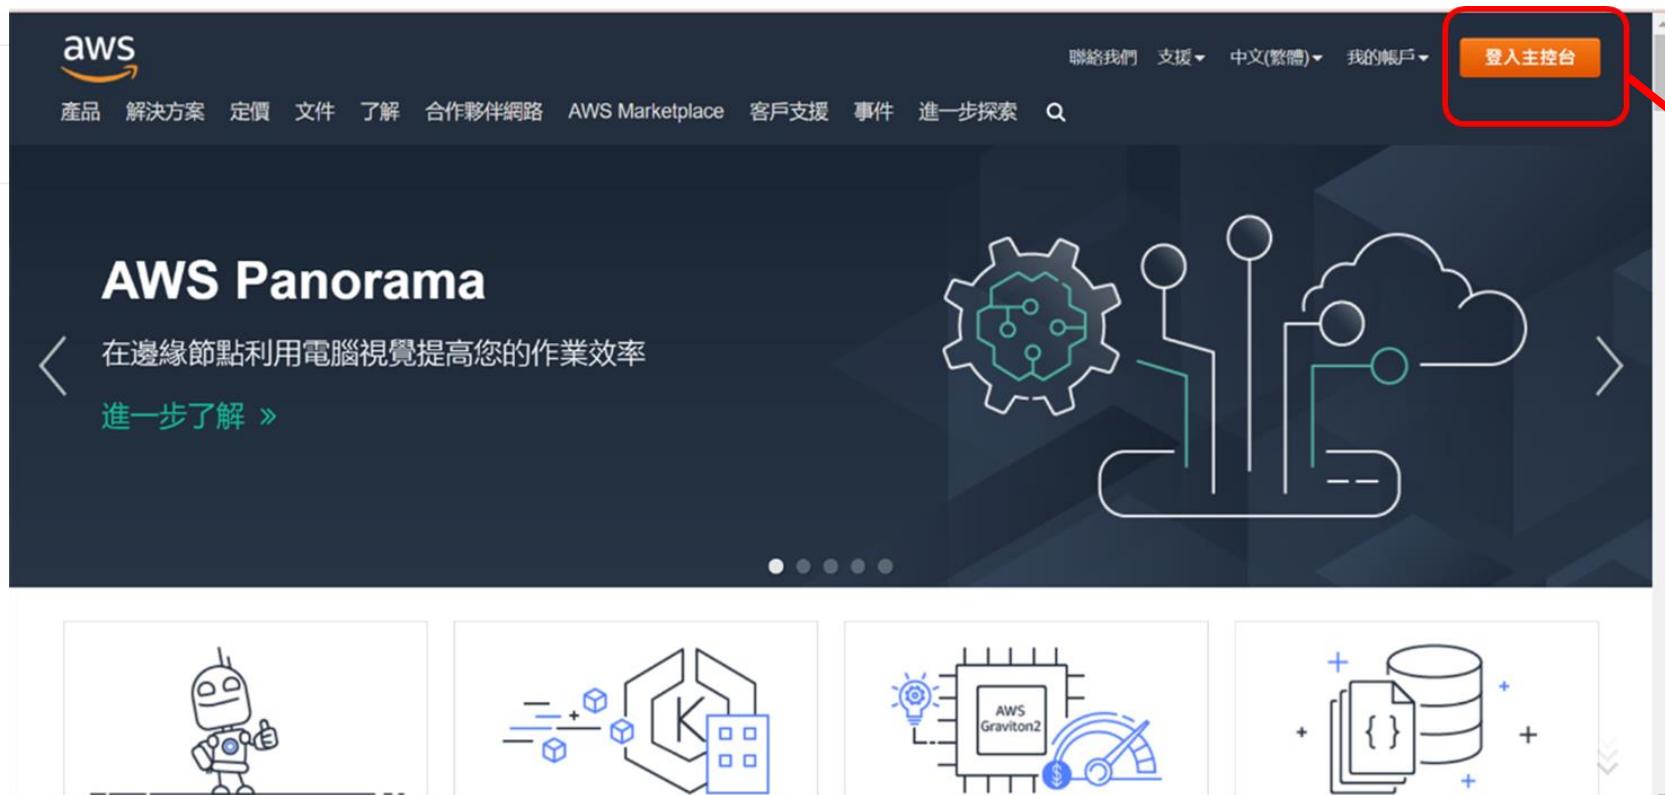 aws
聯絡我們 支援 中文(繁體) 我的帳戶 登入主控台
產品 解決方案 定價 文件 了解 合作夥伴網路 AWS Marketplace 客戶支援 事件 進一步探索
AWS Panorama
在邊緣節點利用電腦視覺提高您的作業效率
進一步了解 »
K
AWS
Graviton2
$
{ }